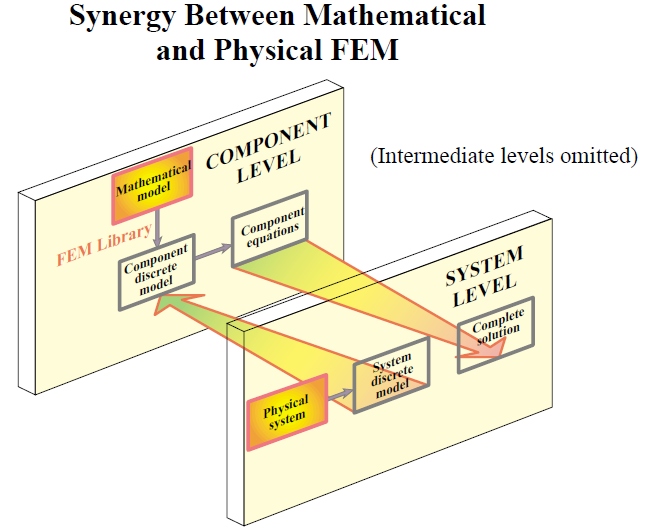 Synergy Between Mathematical
and Physical FEM
COMPONENT
LEVEL
(Intermediate levels omitted)
Mathematical
model
FEM Library
Component
discrete
model
Component
equations
SYSTEM
LEVEL
Complete
solution
System
discrete
model
Physical
system